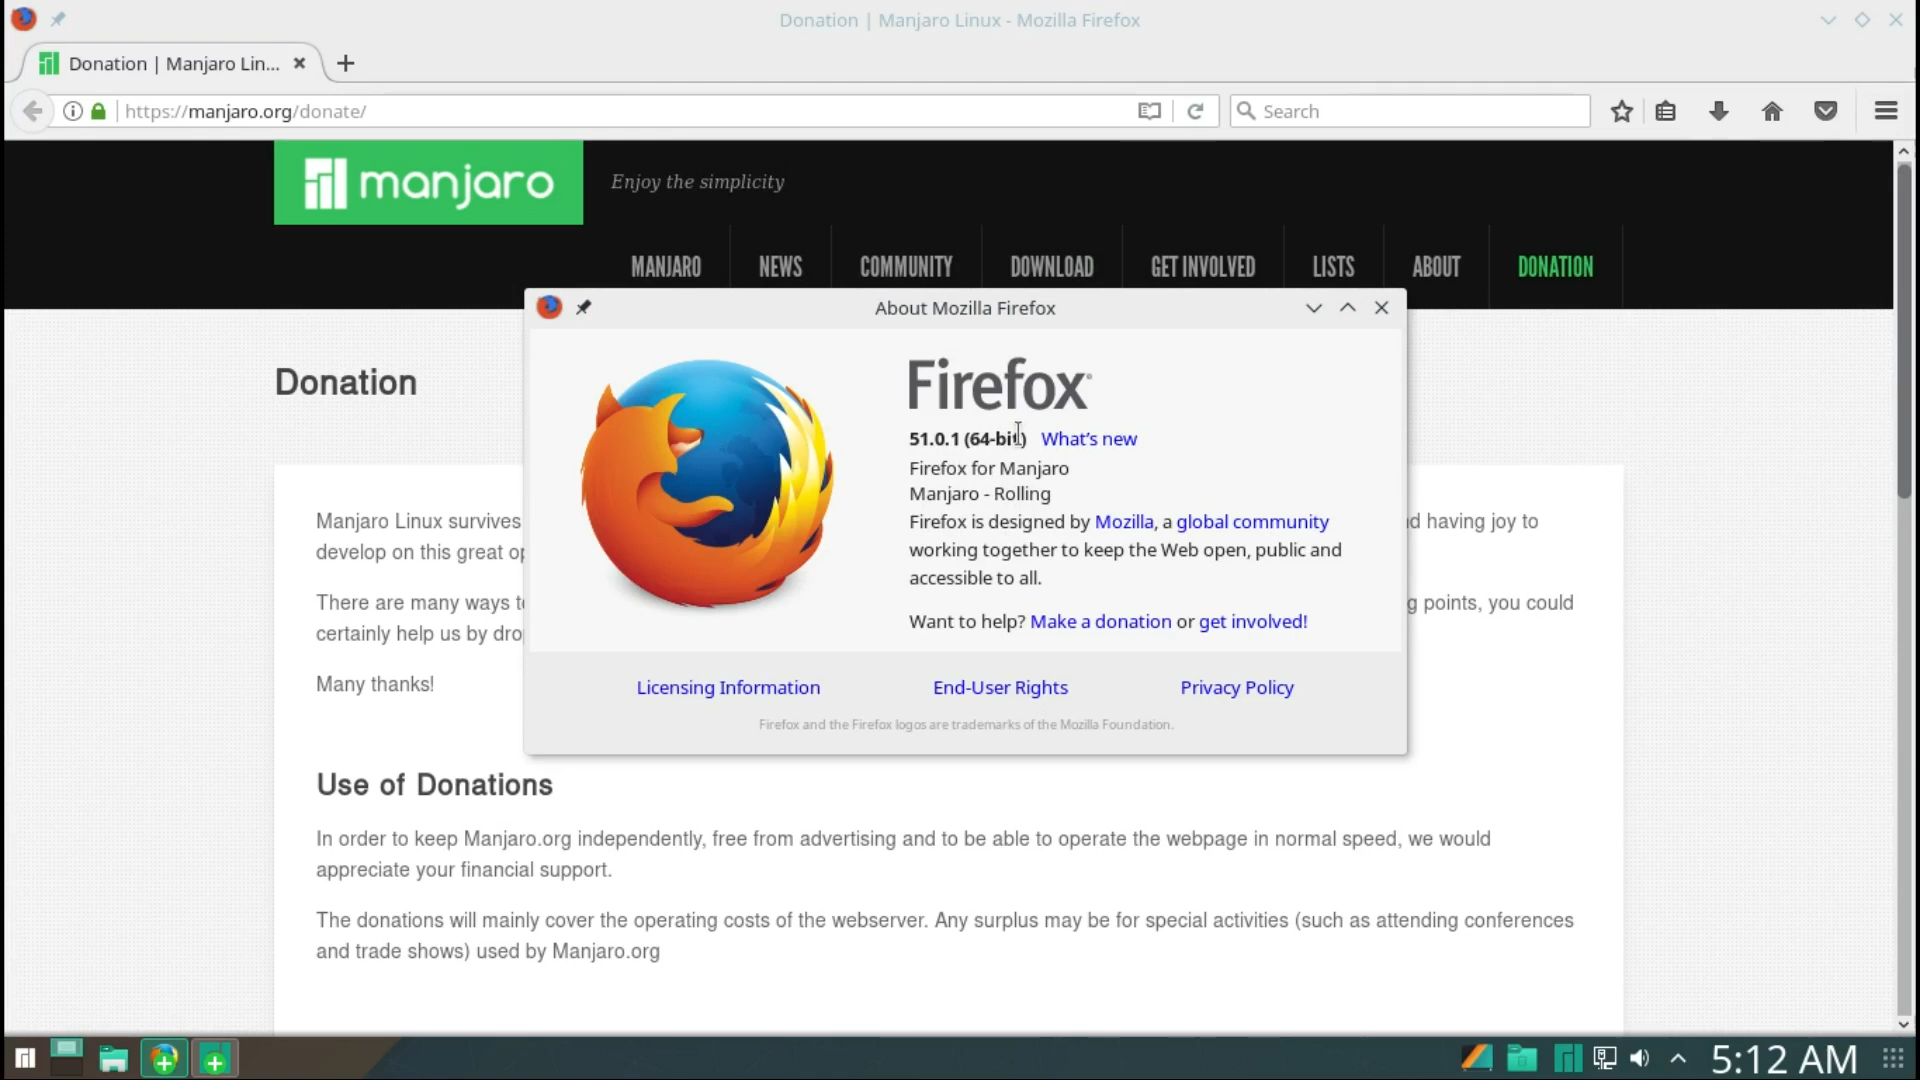 Donation | Manjaro Linux - Mozilla Firefox
Donation | Manjaro Lin...
https://manjaro.org/donate/
Search
manjaro
Enjoy the simplicity
MANJARO
NEWS
COMMUNITY
DOWNLOAD
GET INVOLVED
LISTS
ABOUT
DONATION
About Mozilla Firefox
Firefox
51.0.1 (64-bit) What's new
Firefox for Manjaro
Manjaro - Rolling
Firefox is designed by Mozilla, a global community
working together to keep the Web open, public and
accessible to all.
Want to help? Make a donation or get involved!
Licensing Information
End-User Rights
Privacy Policy
Firefox and the Firefox logos are trademarks of the Mozilla Foundation.
Donation
Manjaro Linux survives
having joy to
develop on this great
There are many ways
points, you could
certainly help us by
Many thanks!
Use of Donations
In order to keep Manjaro.org independently, free from advertising and to be able to operate the webpage in normal speed, we would
appreciate your financial support.
The donations will mainly cover the operating costs of the webserver. Any surplus may be for special activities (such as attending conferences
and trade shows) used by Manjaro.org
5:12 AM